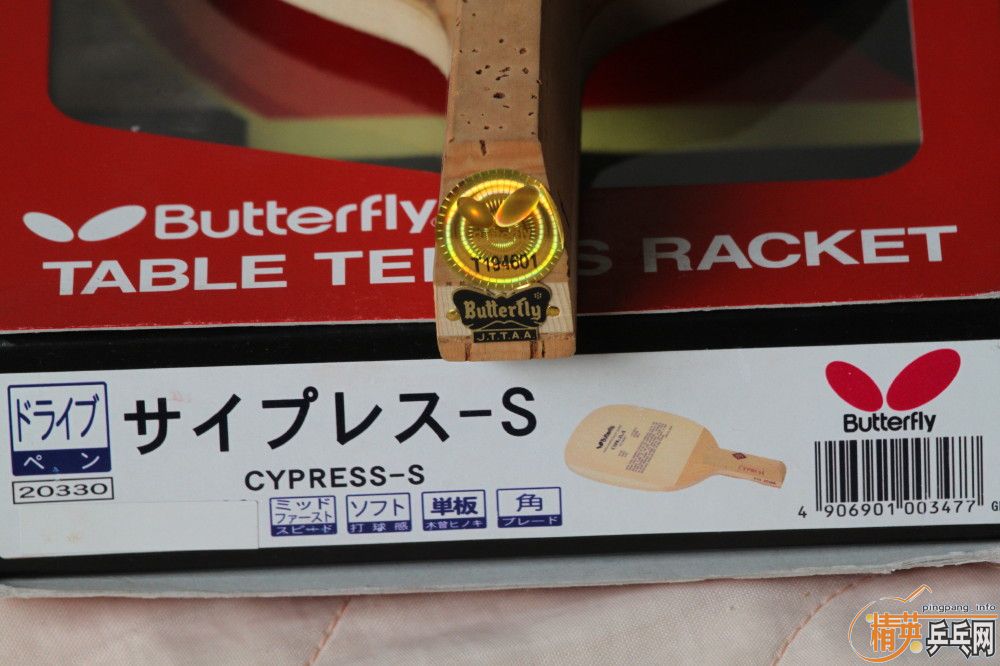 Butterfly
TABLE TE S RACKET
T194601
Butterfly
J.T.T.A.A
ドライブ
ペン
20330
サイプレス-S
CYPRESS-S
ミッド
ファースト
スピード
ソフト
打球感
単板
木曽ヒノキ
角
ブレード
Butterfly
4 906901 003477
pingpang.info
精英乒乓网